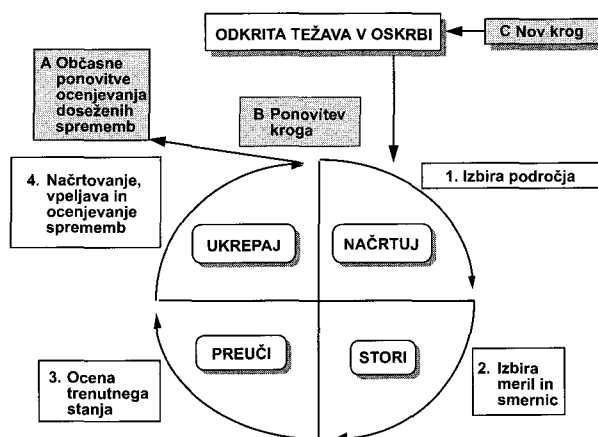 ODKRITA TEŽAVA V OSKRBI
C Nov krog
A Občasne
ponovitve
ocenjevanja
doseženih
sprememb
B Ponovitev
kroga
4. Načrtovanje,
vpeljava in
ocenjevanje
sprememb
1. Izbira področja
UKREPAJ
NAČRTUJ
PREUČI
STORI
3. Ocena
trenutnega
stanja
2. Izbira
meril in
smernic